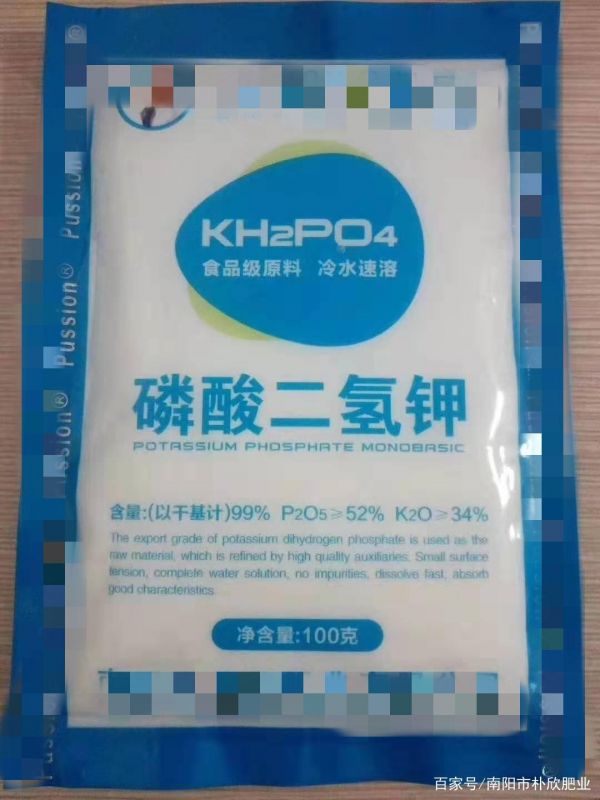 KH2PO4
食品级原料 冷水速溶
磷酸二氢钾
POTASSIUM PHOSPHATE MONOBASIC
含量:(以干基计)99% P2O5≥52% K2O≥34%
The export grade of potassium dihydrogen phosphate is used as the
raw material, which is refined by high quality auxiliaries. Small surface
tension, complete water solution, no impurities, dissolve fast, absorb
good characteristics
净含量:100克
Pussion®
Pussion®
Pussion®
百家号/南阳市朴欣肥业